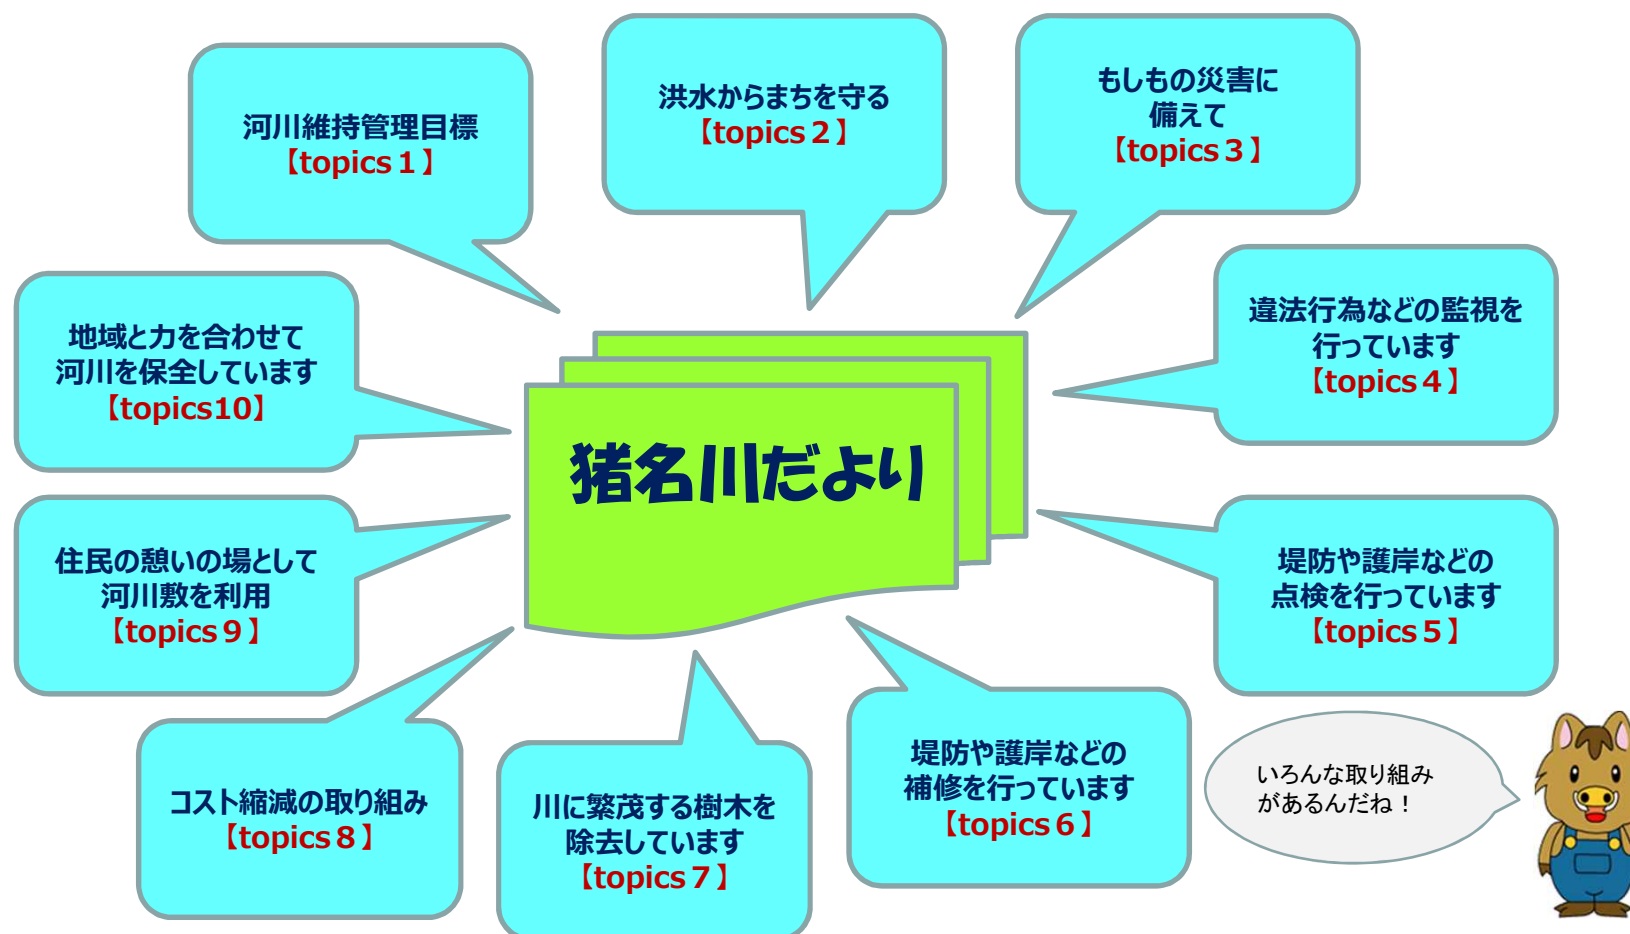 河川維持管理目標
【topics１】
洪水からまちを守る
【topics２】
もしもの災害に
備えて
【topics３】
違法行為などの監視を
行っています
【topics４】
堤防や護岸などの
点検を行っています
【topics５】
堤防や護岸などの
補修を行っています
【topics６】
川に繁茂する樹木を
除去しています
【topics７】
コスト縮減の取り組み
【topics８】
住民の憩いの場として
河川敷を利用
【topics９】
地域と力を合わせて
河川を保全しています
【topics10】
猪名川だより
いろんな取り組み
があるんだね！